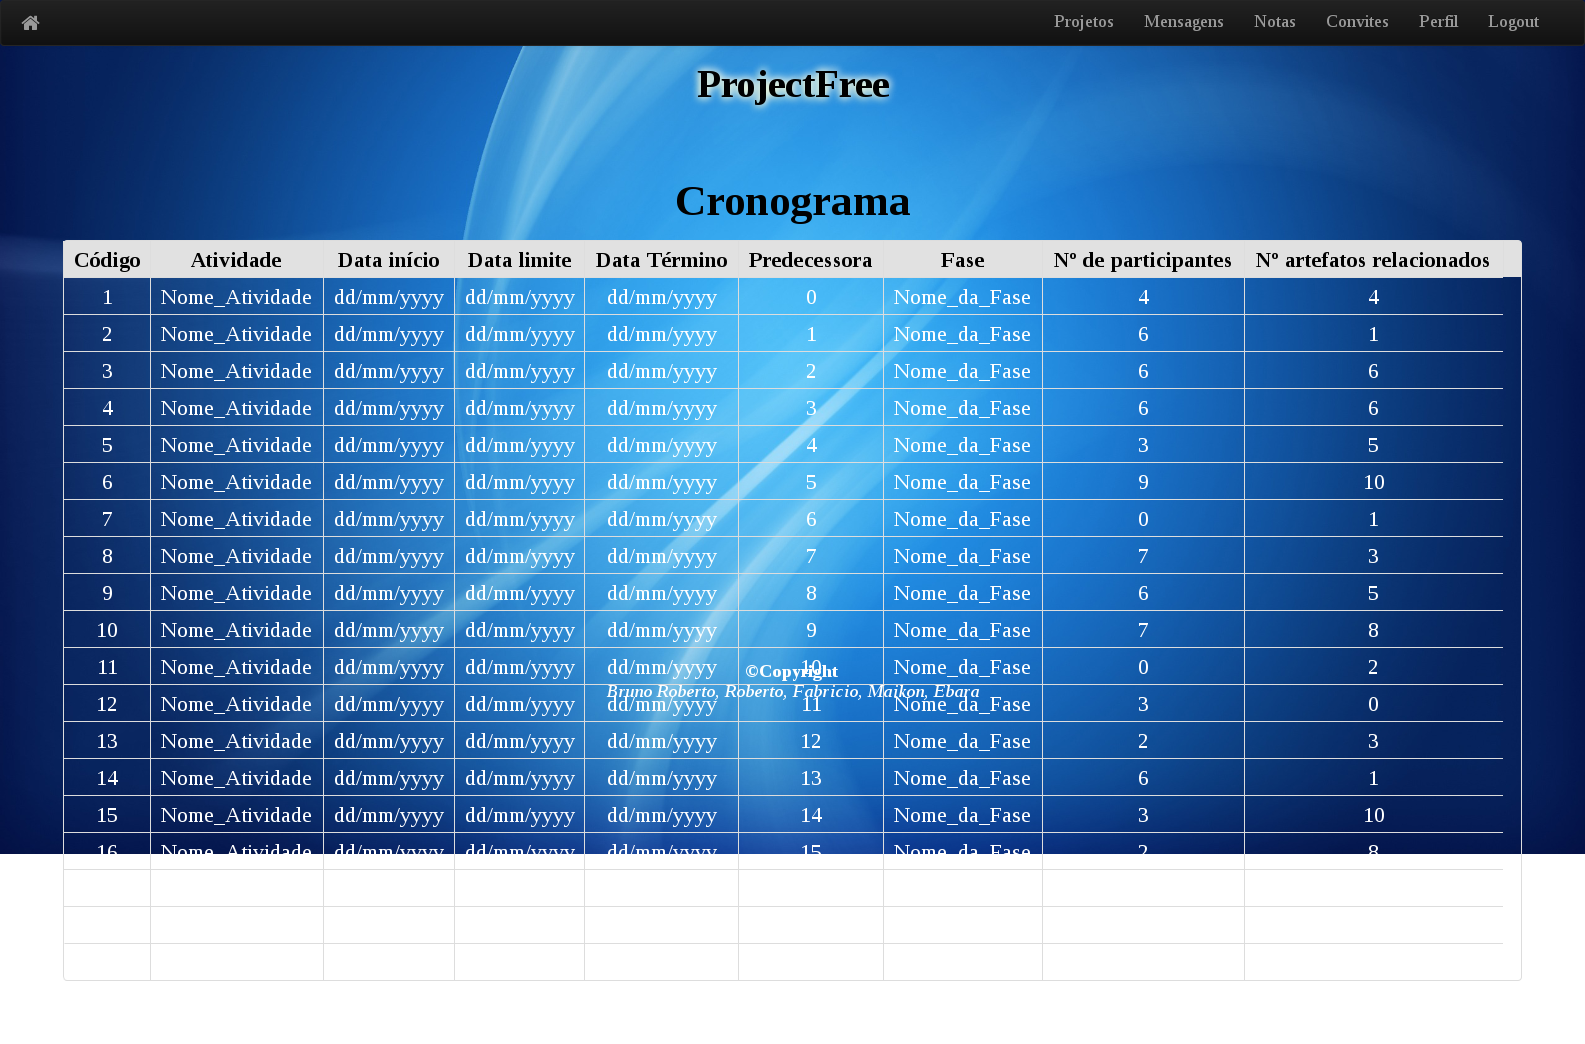 Projetos Mensagens Notas Convites Perfil Logout
ProjectFree
Cronograma
Código Atividade Data início Data limite Data Término Predecessora Fase Nº de participantes Nº artefatos relacionados
1 Nome_Atividade dd/mm/yyyy dd/mm/yyyy dd/mm/yyyy 0 Nome_da_Fase 4 4
2 Nome_Atividade dd/mm/yyyy dd/mm/yyyy dd/mm/yyyy 1 Nome_da_Fase 6 1
3 Nome_Atividade dd/mm/yyyy dd/mm/yyyy dd/mm/yyyy 2 Nome_da_Fase 6 6
4 Nome_Atividade dd/mm/yyyy dd/mm/yyyy dd/mm/yyyy 3 Nome_da_Fase 6 6
5 Nome_Atividade dd/mm/yyyy dd/mm/yyyy dd/mm/yyyy 4 Nome_da_Fase 3 5
6 Nome_Atividade dd/mm/yyyy dd/mm/yyyy dd/mm/yyyy 5 Nome_da_Fase 9 10
7 Nome_Atividade dd/mm/yyyy dd/mm/yyyy dd/mm/yyyy 6 Nome_da_Fase 0 1
8 Nome_Atividade dd/mm/yyyy dd/mm/yyyy dd/mm/yyyy 7 Nome_da_Fase 7 3
9 Nome_Atividade dd/mm/yyyy dd/mm/yyyy dd/mm/yyyy 8 Nome_da_Fase 6 5
10 Nome_Atividade dd/mm/yyyy dd/mm/yyyy dd/mm/yyyy 9 Nome_da_Fase 7 8
11 Nome_Atividade dd/mm/yyyy dd/mm/yyyy dd/mm/yyyy 10 Nome_da_Fase 0 2
©Copyright
Bruno Roberto, Roberto, Fabricio, Maikon, Ebara
12 Nome_Atividade dd/mm/yyyy dd/mm/yyyy dd/mm/yyyy 11 Nome_da_Fase 3 0
13 Nome_Atividade dd/mm/yyyy dd/mm/yyyy dd/mm/yyyy 12 Nome_da_Fase 2 3
14 Nome_Atividade dd/mm/yyyy dd/mm/yyyy dd/mm/yyyy 13 Nome_da_Fase 6 1
15 Nome_Atividade dd/mm/yyyy dd/mm/yyyy dd/mm/yyyy 14 Nome_da_Fase 3 10
16 Nome_Atividade dd/mm/yyyy dd/mm/yyyy dd/mm/yyyy 15 Nome_da_Fase 2 8